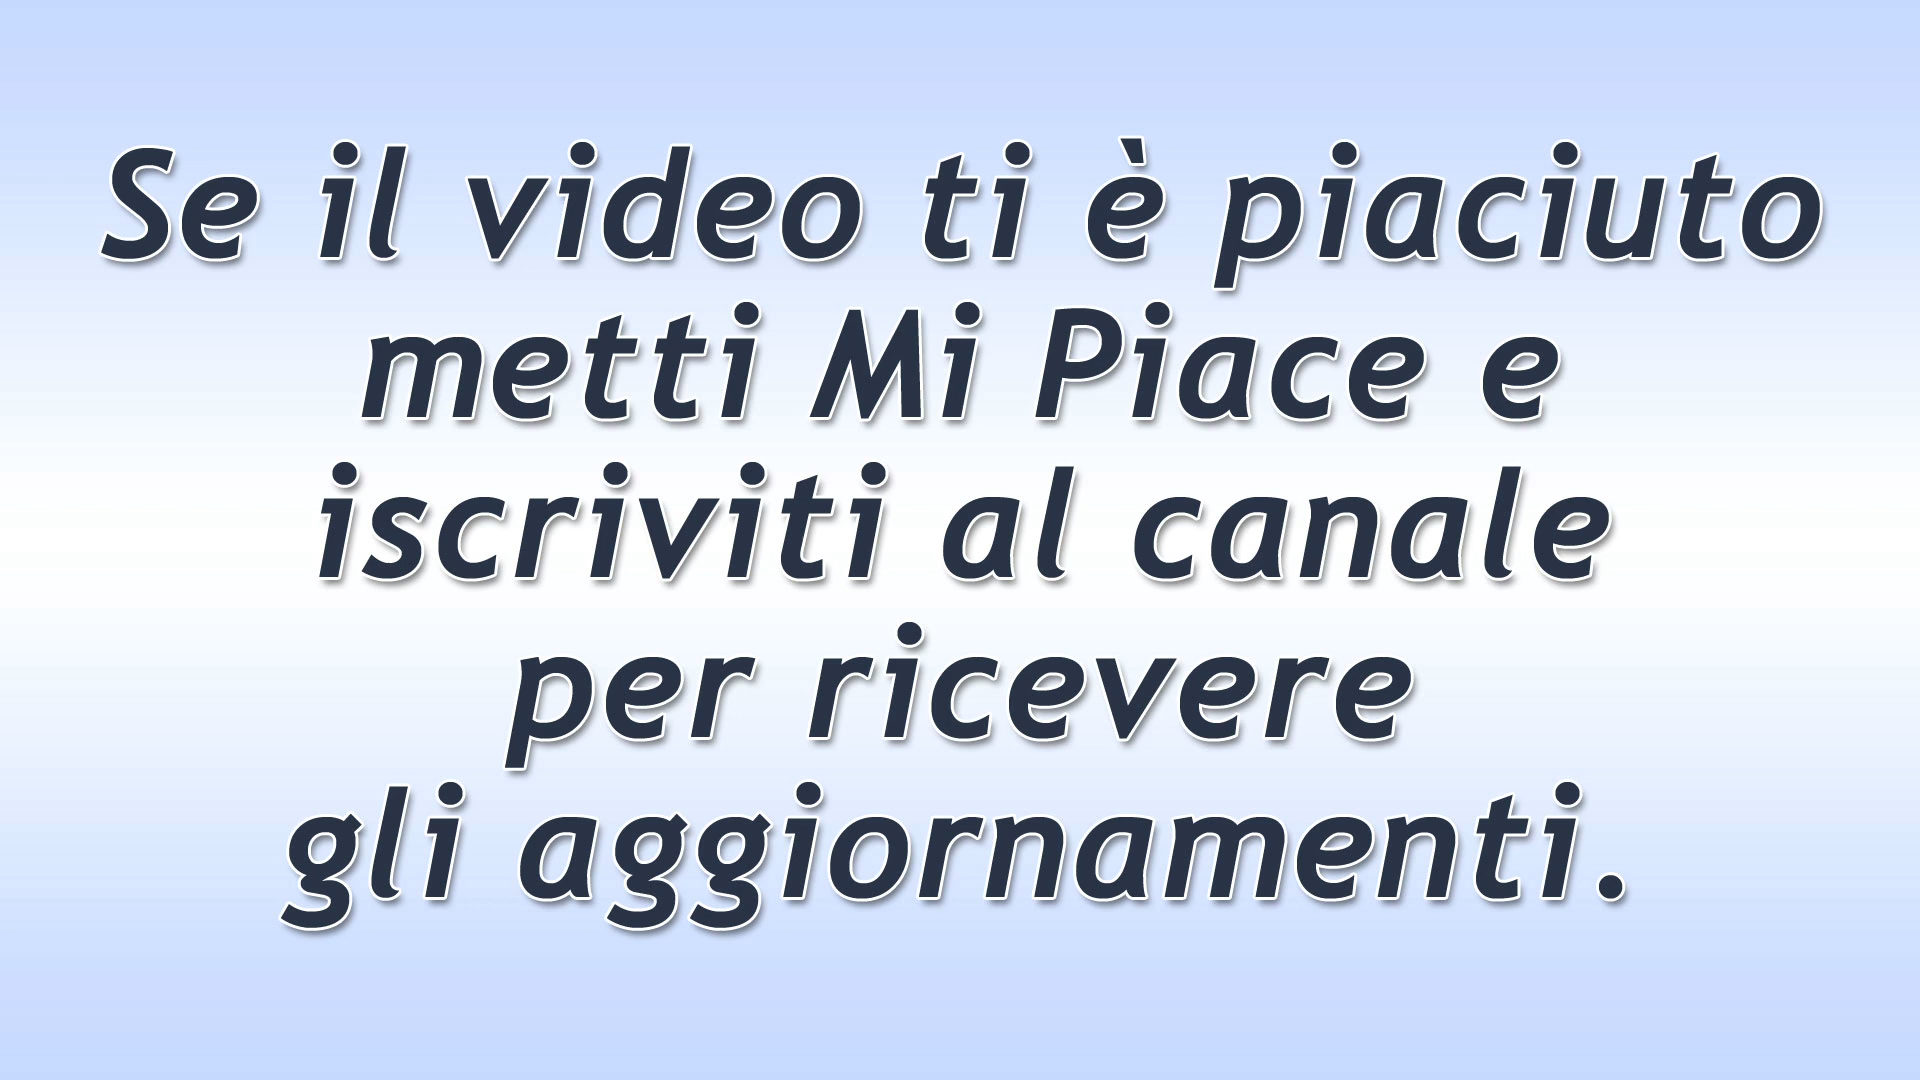 Se il video ti è piaciuto
metti Mi Piace e
iscriviti al canale
per ricevere
gli aggiornamenti.